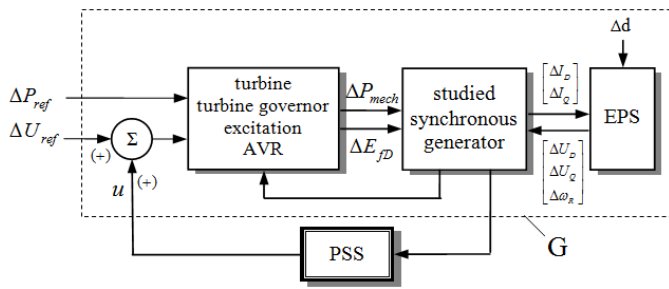 Δd
ΔP_ref
ΔU_ref
(+)
Σ
u
(+)
turbine
turbine governor
excitation
AVR
ΔP_mech
ΔE_fD
studied
synchronous
generator
[ΔI_D
ΔI_Q]
EPS
[ΔU_D
ΔU_Q
Δω_R]
G
PSS